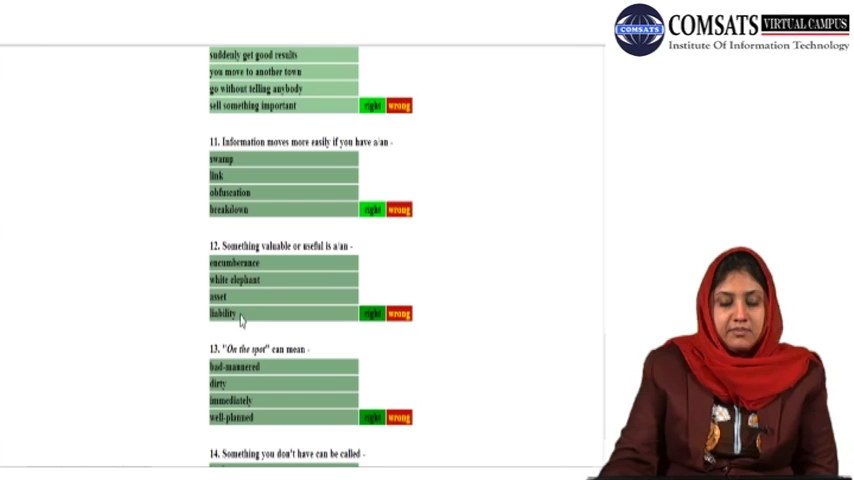 COMSATS
COMSATS VIRTUAL CAMPUS
Institute Of Information Technology
suddenly get good results
you move to another town
go without telling anybody
sell something important
right wrong
11. Information moves more easily if you have a/an -
swamp
link
obfuscation
breakdown
right wrong
12. Something valuable or useful is a/an -
encumberance
white elephant
asset
liability
right wrong
13. "On the spot" can mean -
bad-mannered
dirty
immediately
well-planned
right wrong
14. Something you don't have can be called -